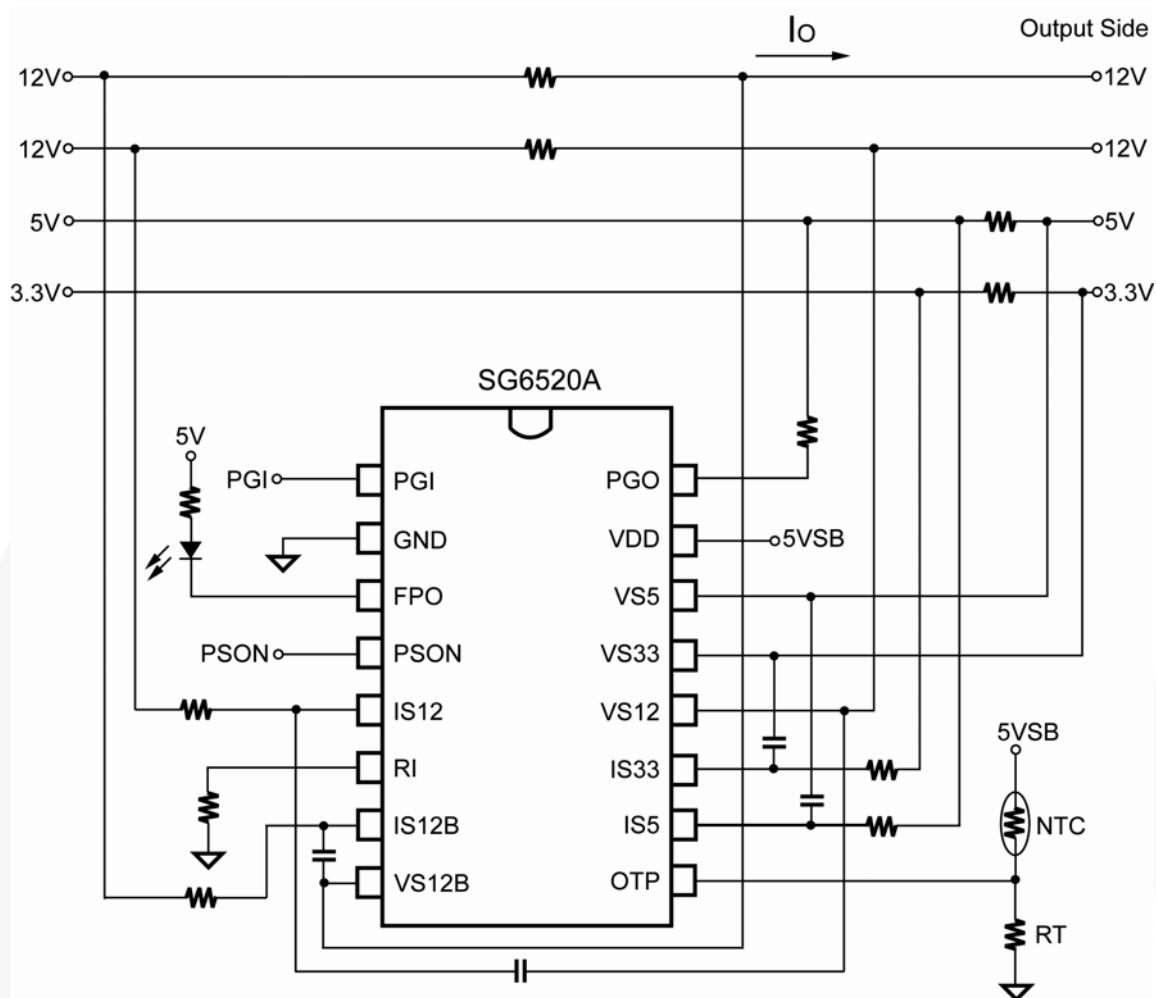 I_O
Output Side
12V
12V
12V
12V
5V
5V
3.3V
3.3V
SG6520A
5V
PGI
PGI
PGO
GND
VDD
5VSB
FPO
VS5
PSON
PSON
VS33
IS12
VS12
5VSB
RI
IS33
IS12B
IS5
NTC
VS12B
OTP
RT